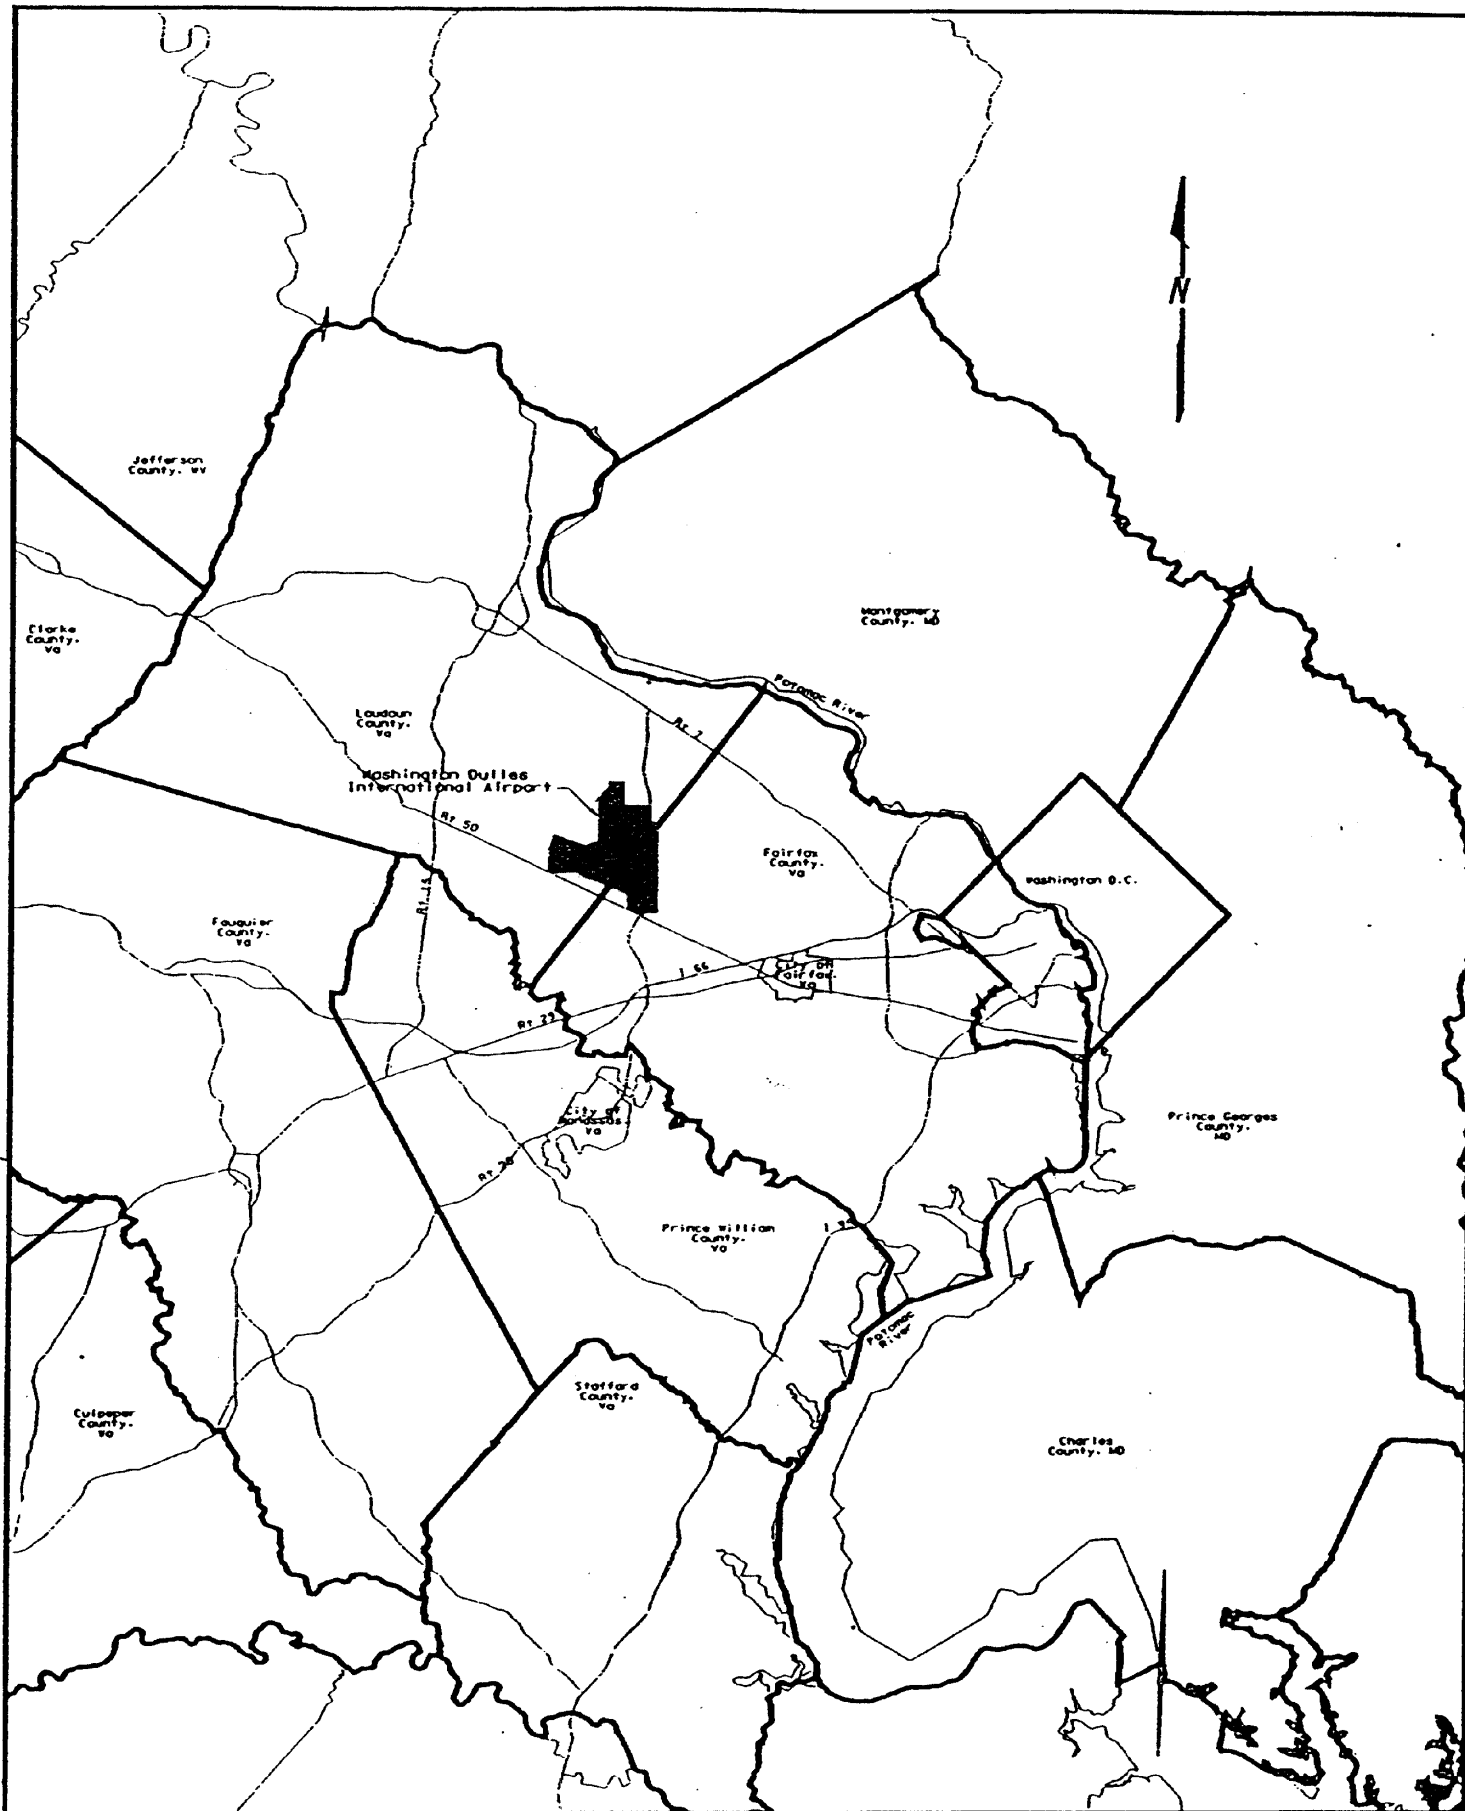 N
Jefferson
County. WV
Montgomery
County. MD
Clarke
County.
Va
Potomac River
Loudoun
County.
Va
Rt 7
Washington Dulles
International Airport
Rt 50
Fairfax
County.
Va
Washington D.C.
Rt 15
Fauquier
County.
Va
I 66
City of
Fairfax.
Va
Rt 29
City of
Manassas.
Va
Prince Georges
County.
MD
Rt 28
Prince William
County.
Va
I 95
Potomac
River
Stafford
County.
Va
Culpeper
County.
Va
Charles
County. MD